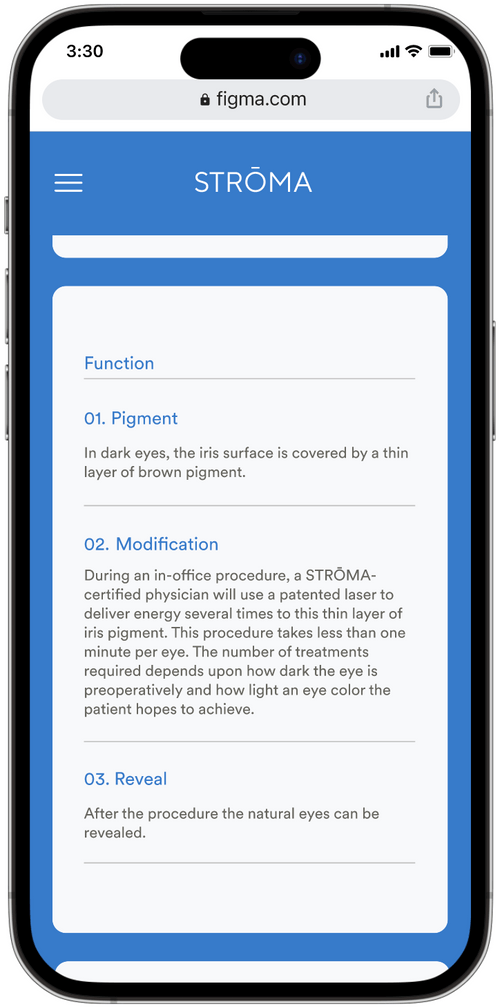 3:30
figma.com
STRŌMA
Function
01. Pigment
In dark eyes, the iris surface is covered by a thin
layer of brown pigment.
02. Modification
During an in-office procedure, a STRŌMA-
certified physician will use a patented laser to
deliver energy several times to this thin layer of
iris pigment. This procedure takes less than one
minute per eye. The number of treatments
required depends upon how dark the eye is
preoperatively and how light an eye color the
patient hopes to achieve.
03. Reveal
After the procedure the natural eyes can be
revealed.